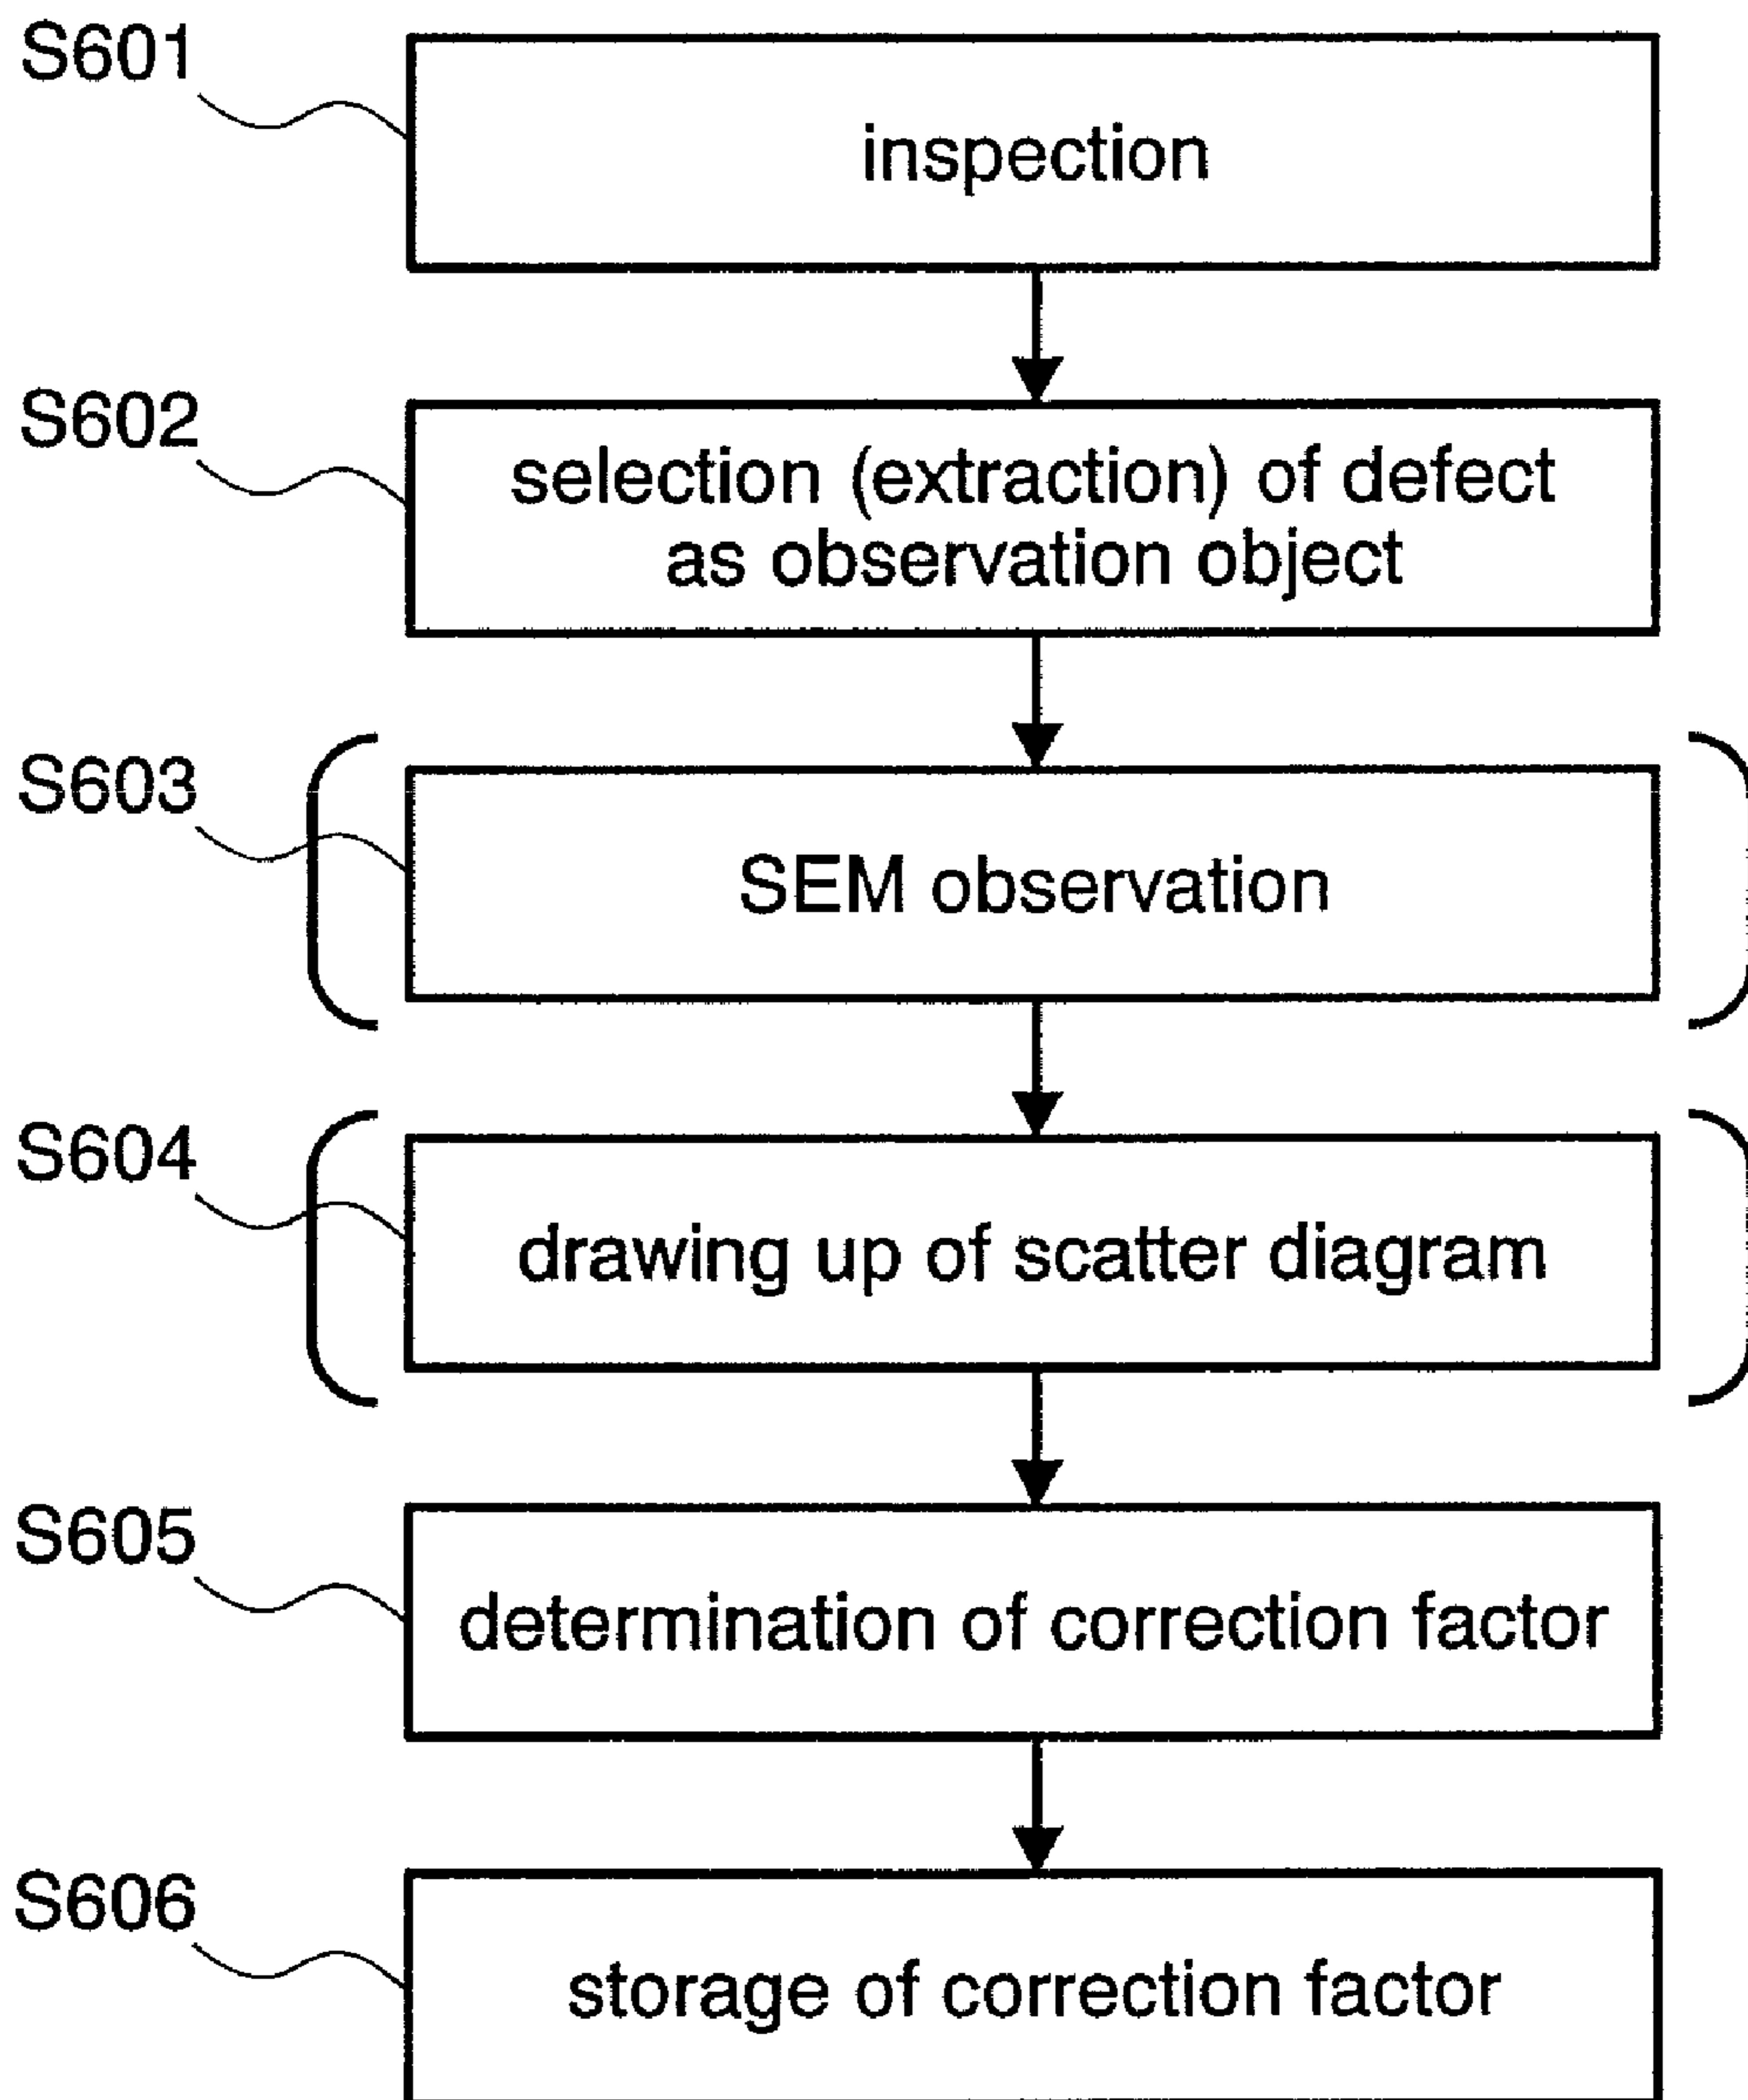 S601
inspection
S602
selection (extraction) of defect
as observation object
S603
SEM observation
S604
drawing up of scatter diagram
S605
determination of correction factor
S606
storage of correction factor